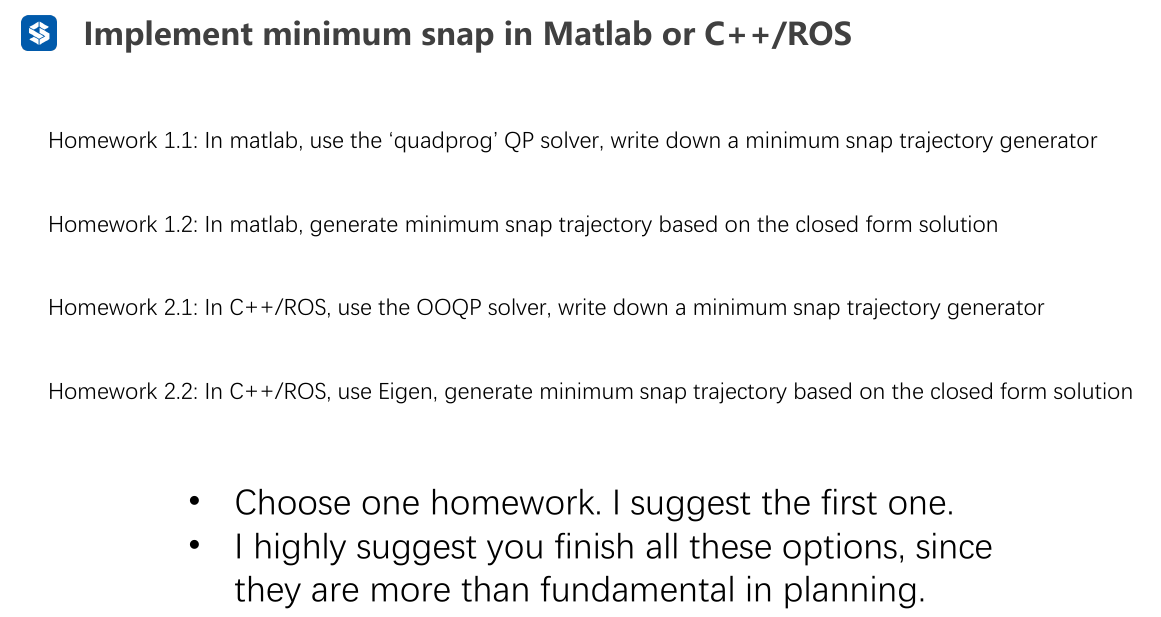 Implement minimum snap in Matlab or C++/ROS
Homework 1.1: In matlab, use the ‘quadprog’ QP solver, write down a minimum snap trajectory generator
Homework 1.2: In matlab, generate minimum snap trajectory based on the closed form solution
Homework 2.1: In C++/ROS, use the OOQP solver, write down a minimum snap trajectory generator
Homework 2.2: In C++/ROS, use Eigen, generate minimum snap trajectory based on the closed form solution
• Choose one homework. I suggest the first one.
• I highly suggest you finish all these options, since
they are more than fundamental in planning.